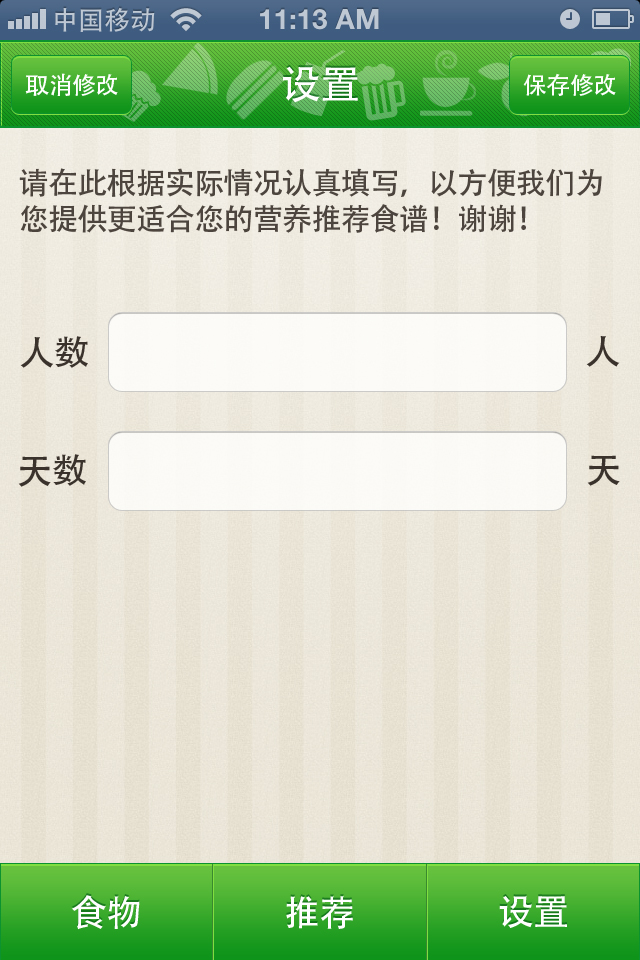 中国移动 11:13 AM
取消修改 设置 保存修改
请在此根据实际情况认真填写，以方便我们为
您提供更适合您的营养推荐食谱！谢谢！
人数 人
天数 天
食物 推荐 设置